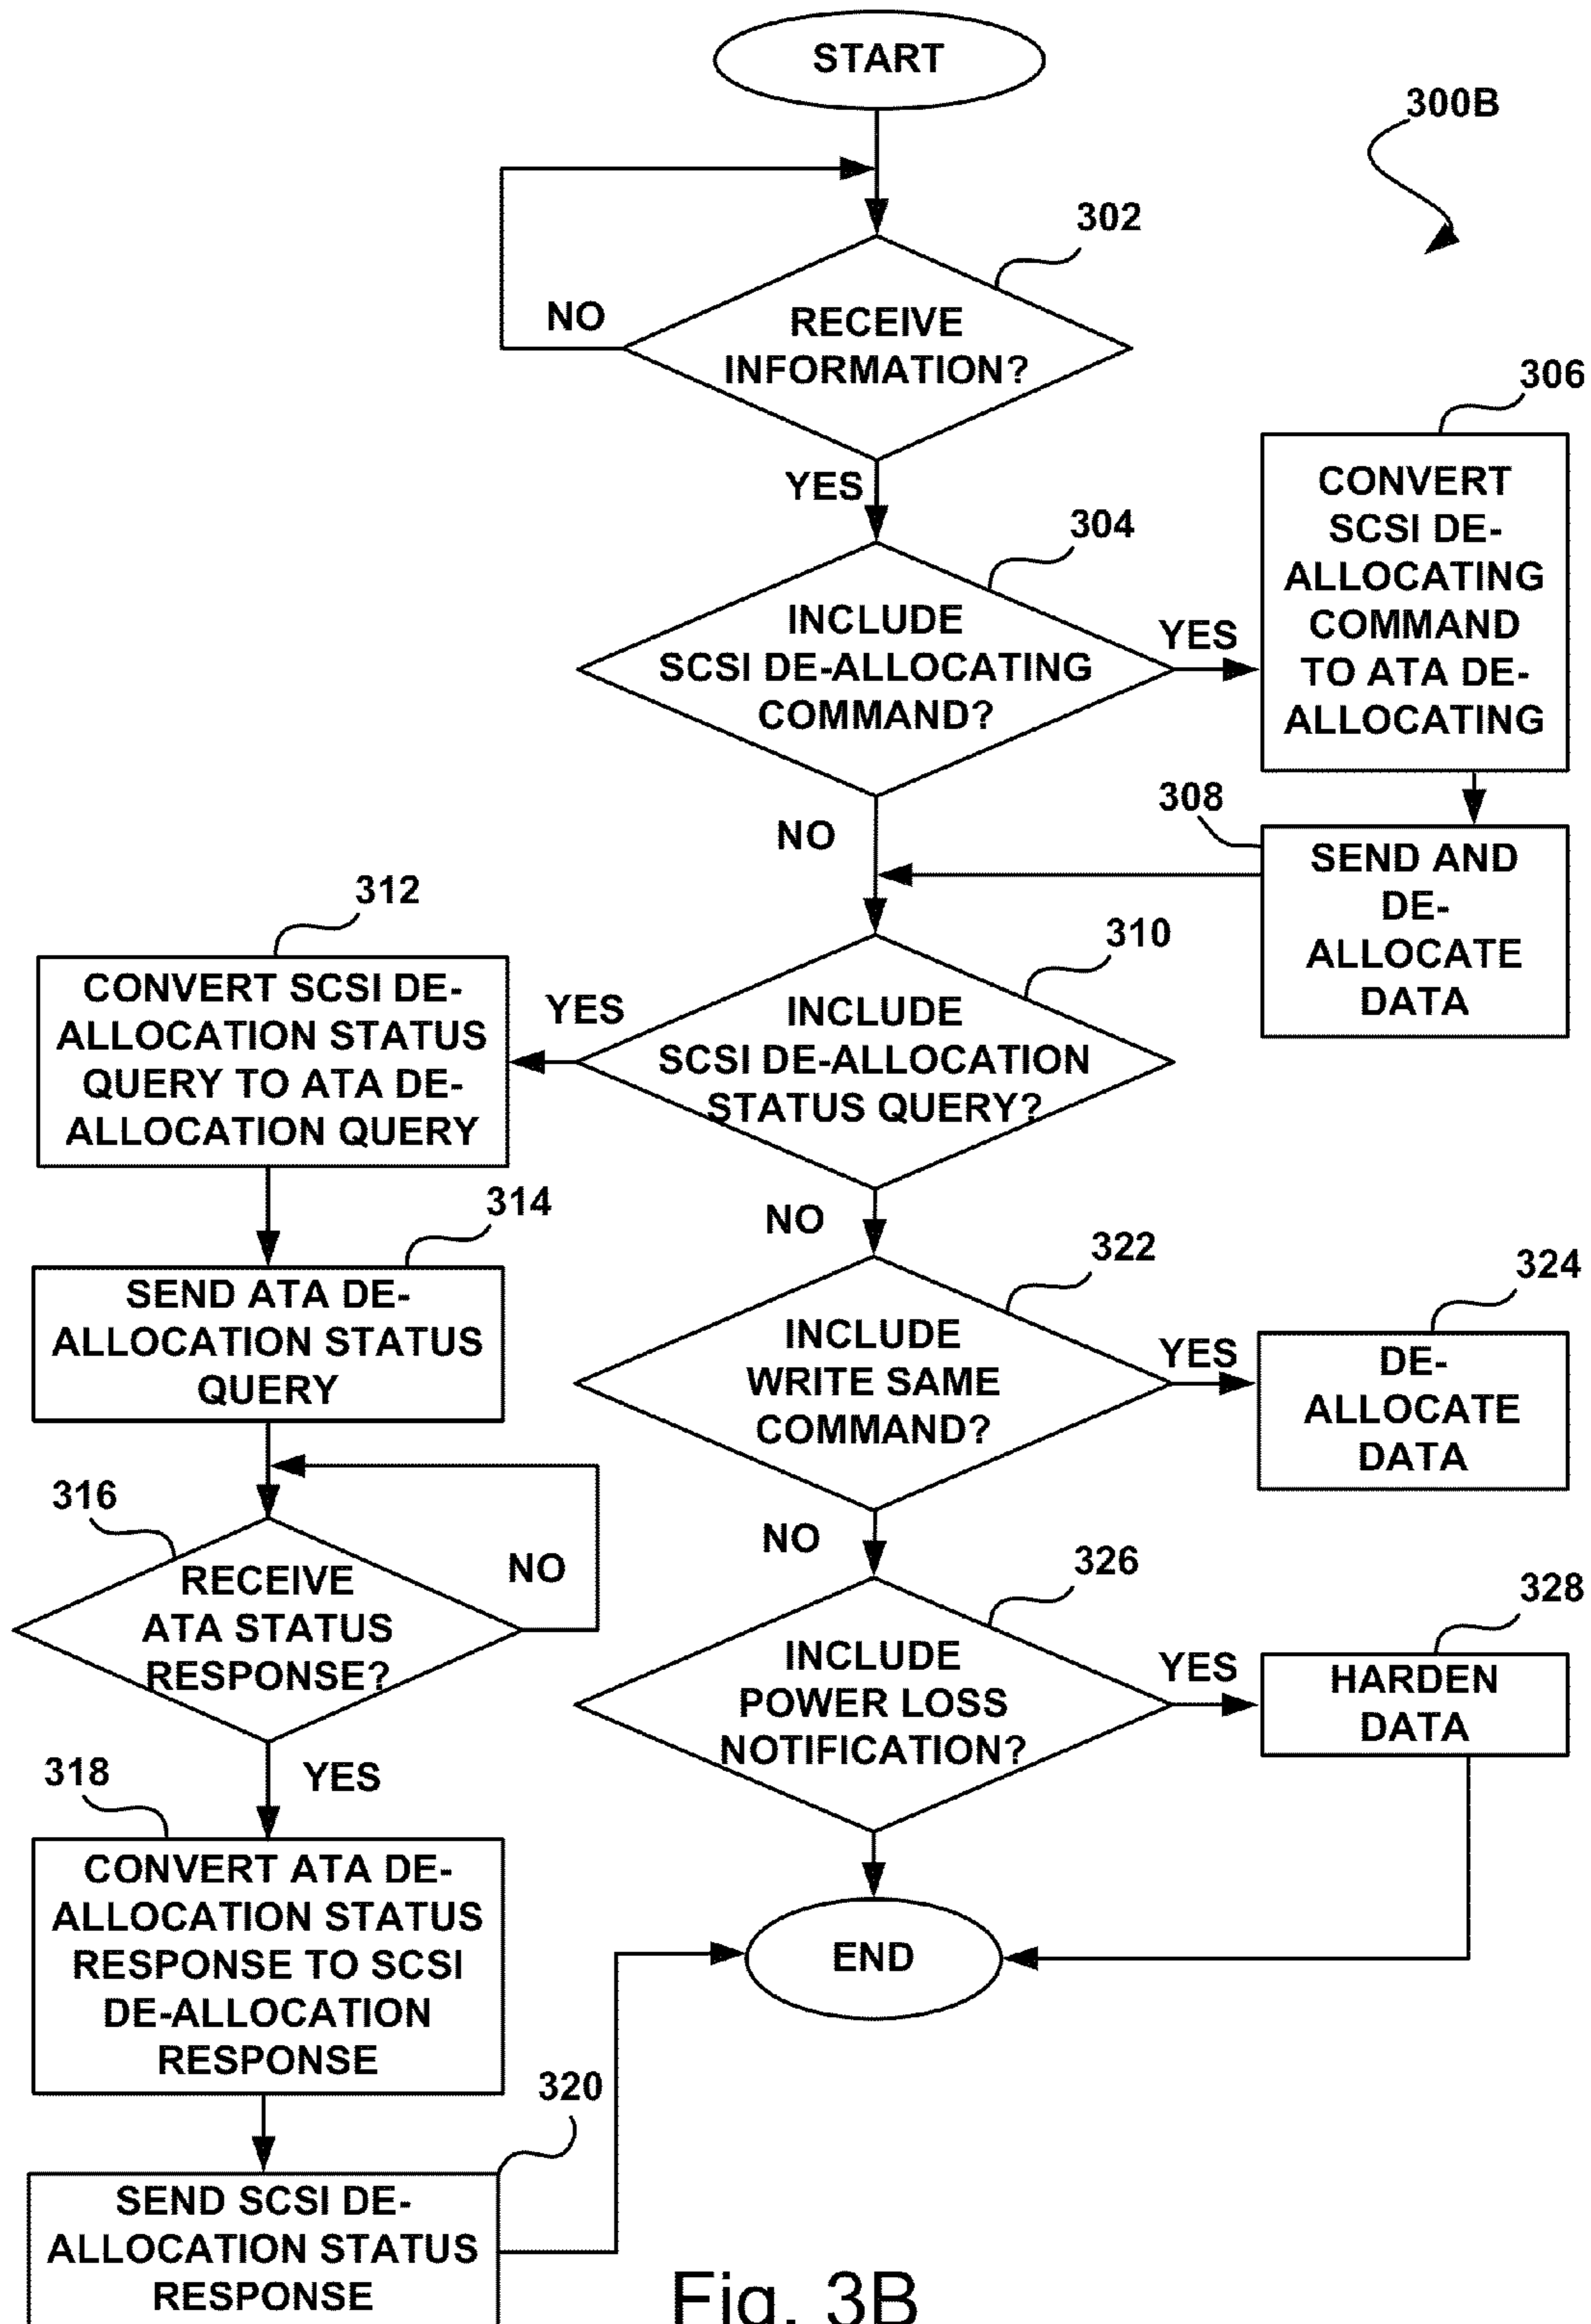 START
300B
302
NO
RECEIVE
INFORMATION?
YES
306
CONVERT
SCSI DE-
ALLOCATING
COMMAND
TO ATA DE-
ALLOCATING
304
INCLUDE
SCSI DE-ALLOCATING
COMMAND?
YES
NO
308
SEND AND
DE-
ALLOCATE
DATA
310
INCLUDE
SCSI DE-ALLOCATION
STATUS QUERY?
YES
312
CONVERT SCSI DE-
ALLOCATION STATUS
QUERY TO ATA DE-
ALLOCATION QUERY
314
SEND ATA DE-
ALLOCATION STATUS
QUERY
316
RECEIVE
ATA STATUS
RESPONSE?
NO
YES
318
CONVERT ATA DE-
ALLOCATION STATUS
RESPONSE TO SCSI
DE-ALLOCATION
RESPONSE
320
SEND SCSI DE-
ALLOCATION STATUS
RESPONSE
NO
322
INCLUDE
WRITE SAME
COMMAND?
YES
324
DE-
ALLOCATE
DATA
NO
326
INCLUDE
POWER LOSS
NOTIFICATION?
YES
328
HARDEN
DATA
END
Fig. 3B